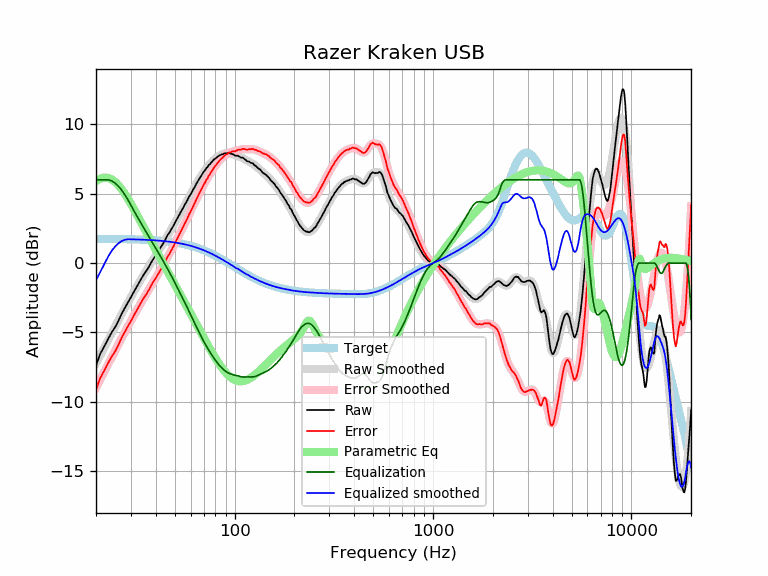 Razer Kraken USB
10
5
0
−5
−10
−15
Amplitude (dBr)
Target
Raw Smoothed
Error Smoothed
Raw
Error
Parametric Eq
Equalization
Equalized smoothed
100
1000
10000
Frequency (Hz)